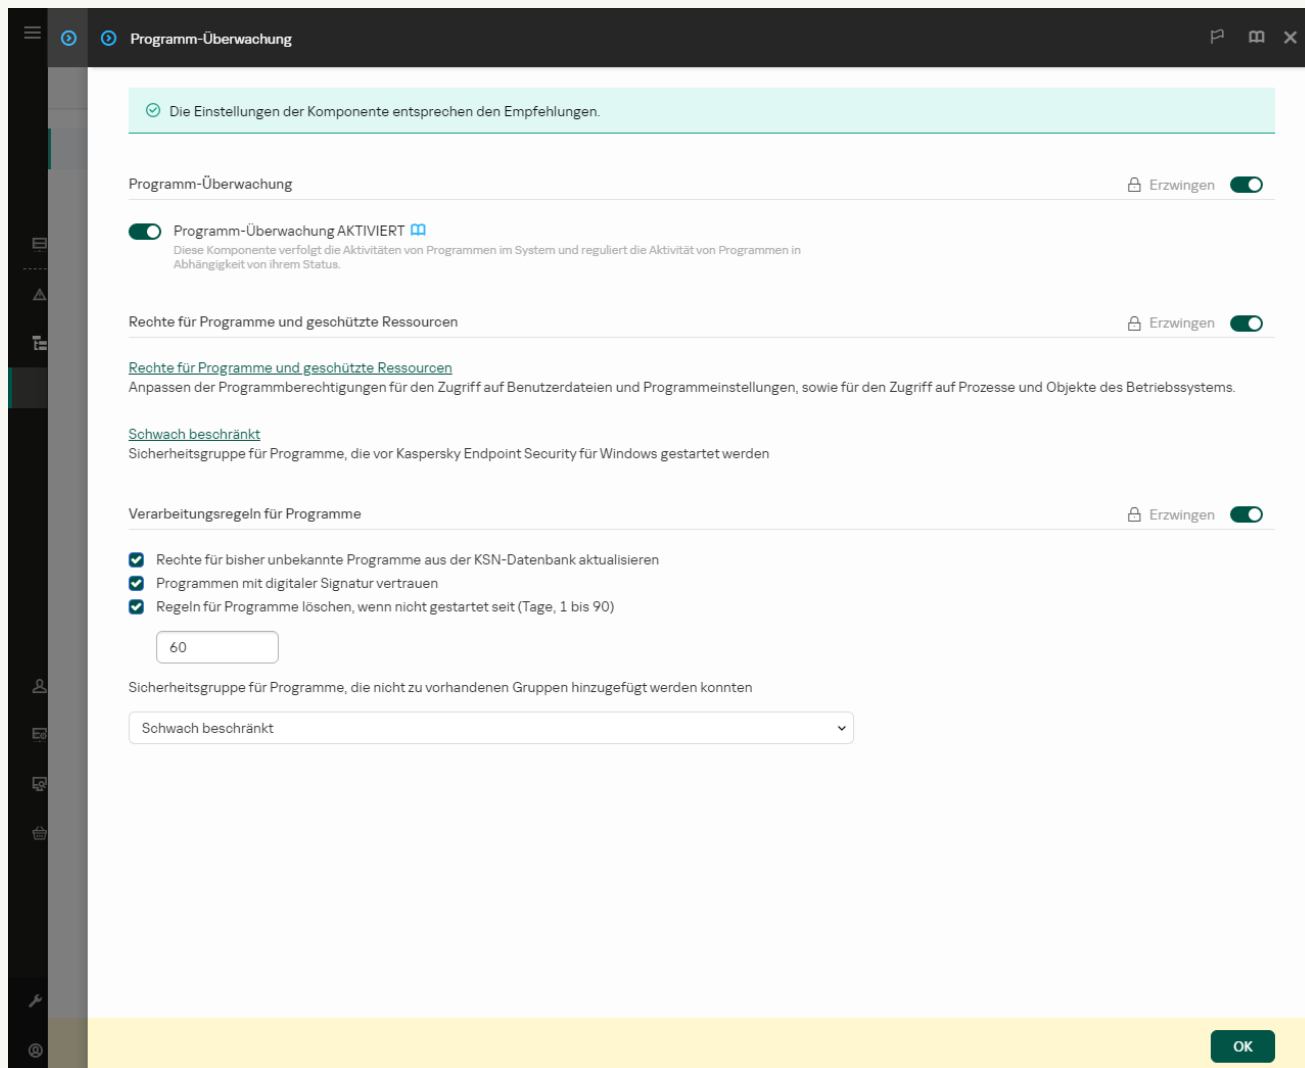 Programm-Überwachung
Die Einstellungen der Komponente entsprechen den Empfehlungen.
Programm-Überwachung
Erzwingen
Programm-Überwachung AKTIVIERT
Diese Komponente verfolgt die Aktivitäten von Programmen im System und reguliert die Aktivität von Programmen in
Abhängigkeit von ihrem Status.
Rechte für Programme und geschützte Ressourcen
Erzwingen
Rechte für Programme und geschützte Ressourcen
Anpassen der Programmberechtigungen für den Zugriff auf Benutzerdateien und Programmeinstellungen, sowie für den Zugriff auf Prozesse und Objekte des Betriebssystems.
Schwach beschränkt
Sicherheitsgruppe für Programme, die vor Kaspersky Endpoint Security für Windows gestartet werden
Verarbeitungsregeln für Programme
Erzwingen
Rechte für bisher unbekannte Programme aus der KSN-Datenbank aktualisieren
Programmen mit digitaler Signatur vertrauen
Regeln für Programme löschen, wenn nicht gestartet seit (Tage, 1 bis 90)
60
Sicherheitsgruppe für Programme, die nicht zu vorhandenen Gruppen hinzugefügt werden konnten
Schwach beschränkt
OK